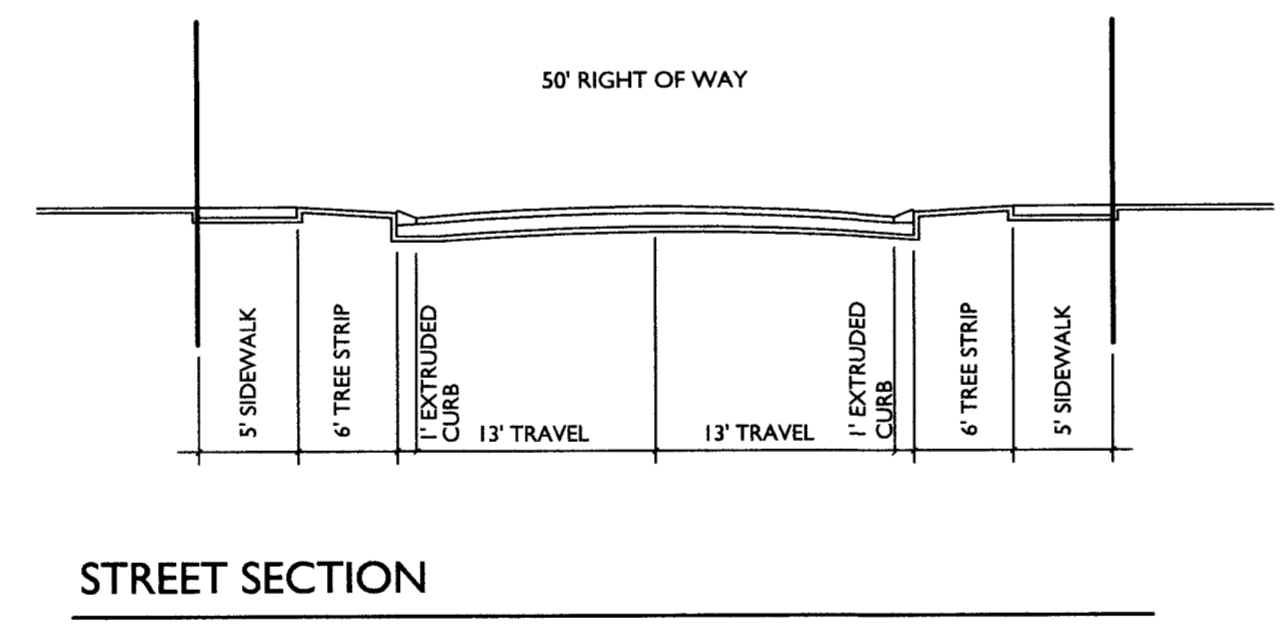 50' RIGHT OF WAY
5' SIDEWALK
6' TREE STRIP
1' EXTRUDED
CURB
13' TRAVEL
13' TRAVEL
1' EXTRUDED
CURB
6' TREE STRIP
5' SIDEWALK
STREET SECTION